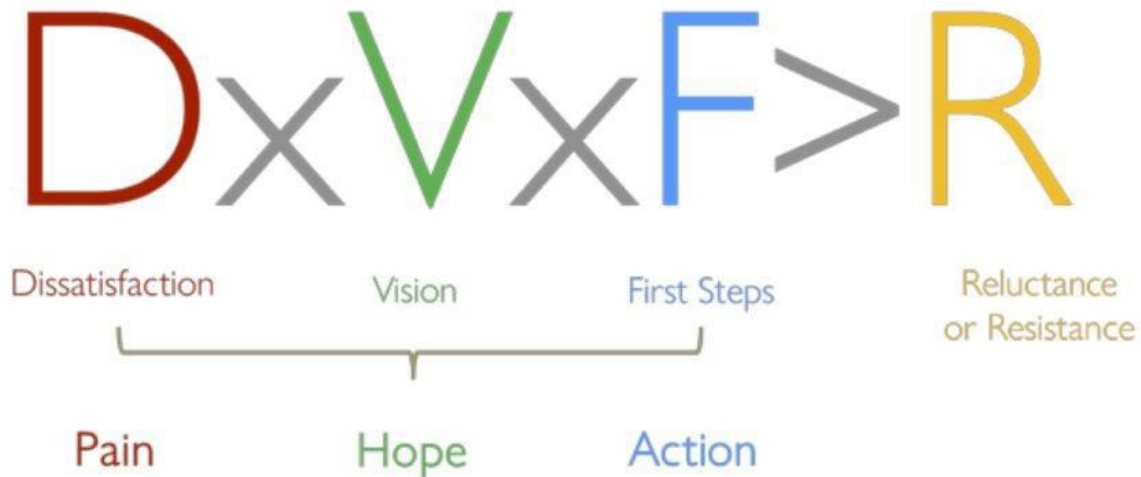 DxVxF>R
Dissatisfaction Vision First Steps Reluctance
or Resistance
Pain Hope Action